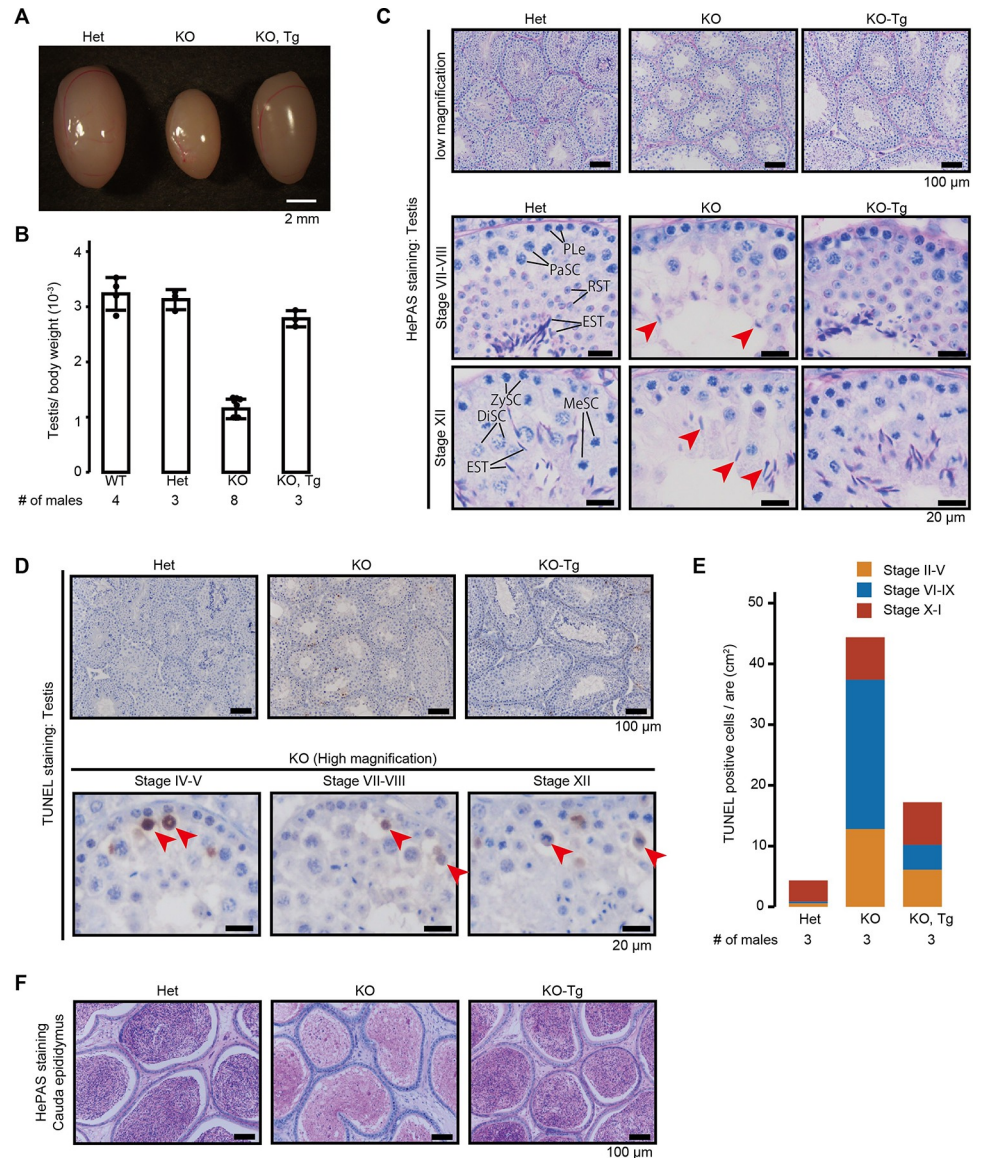 A
Het KO KO, Tg
2 mm
B
Testis/ body weight (10⁻³)
4
3
2
1
0
WT Het KO KO, Tg
# of males 4 3 8 3
C
HePAS staining: Testis
Het KO KO-Tg
low magnification
100 µm
Het KO KO-Tg
Stage VII-VIII
PLe
PaSC
RST
EST
Stage XII
ZySC
DiSC
MeSC
EST
20 µm
D
TUNEL staining: Testis
Het KO KO-Tg
100 µm
KO (High magnification)
Stage IV-V Stage VII-VIII Stage XII
20 µm
E
Stage II-V
Stage VI-IX
Stage X-I
TUNEL positive cells / are (cm²)
50
40
30
20
10
0
Het KO KO, Tg
# of males 3 3 3
F
HePAS staining
Cauda epididymus
Het KO KO-Tg
100 µm